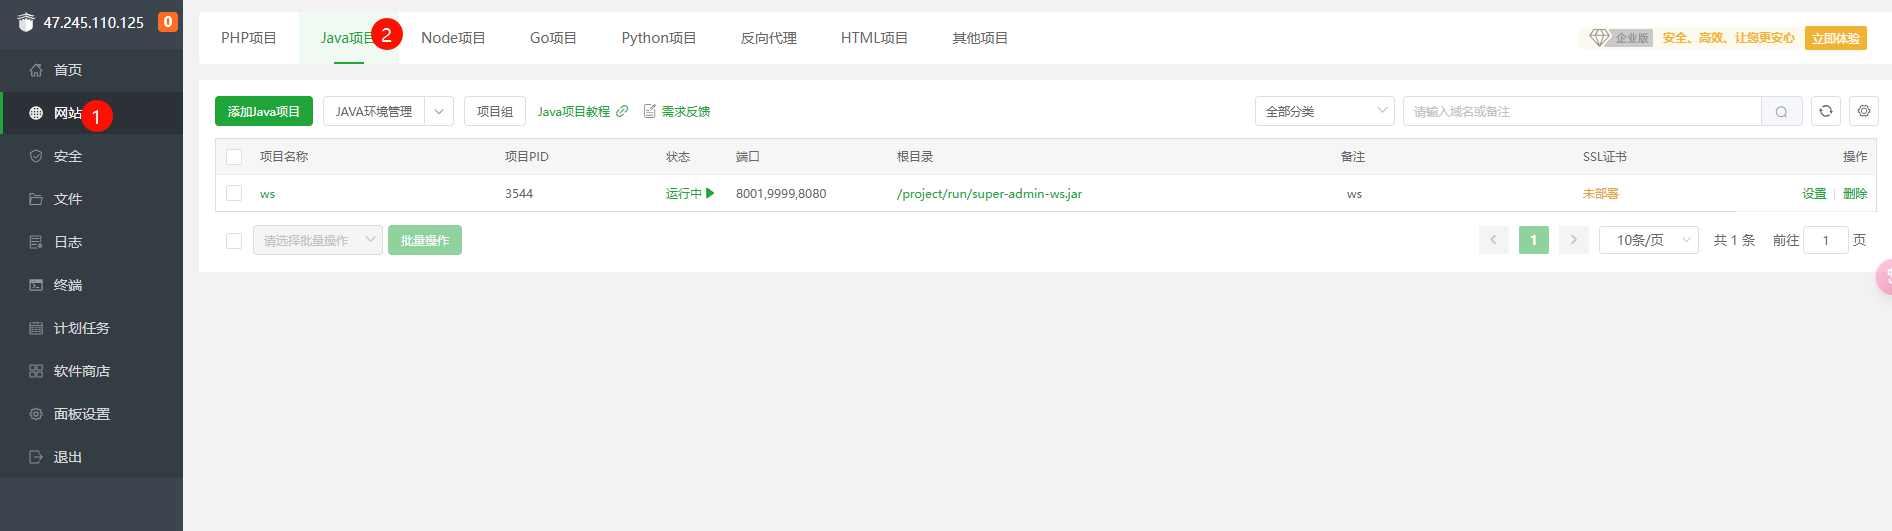 47.245.110.125 0
首页
网站 1
安全
文件
日志
终端
计划任务
软件商店
面板设置
退出
PHP项目 Java项目 2 Node项目 Go项目 Python项目 反向代理 HTML项目 其他项目 企业版 安全、高效、让您更安心 立即体验
添加Java项目 JAVA环境管理 项目组 Java项目教程 需求反馈 全部分类 请输入域名或备注
项目名称 项目PID 状态 端口 根目录 备注 SSL证书 操作
ws 3544 运行中 8001,9999,8080 /project/run/super-admin-ws.jar ws 未部署 设置 | 删除
请选择批量操作 批量操作 1 10条/页 共 1 条 前往 1 页